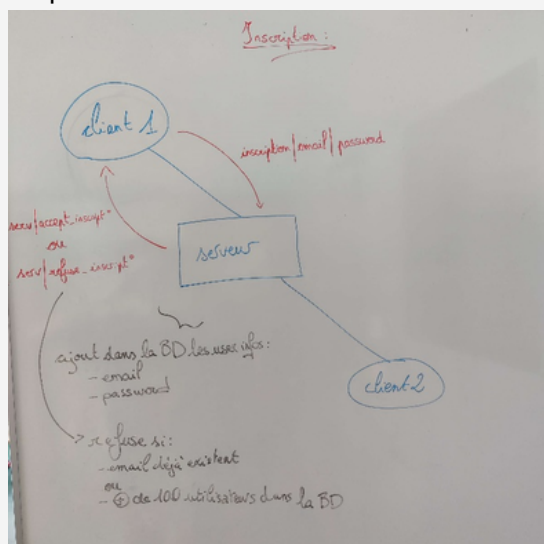 Inscription :
client 1
inscription/email/password
serv/accept_inscript°
ou
serv/refuse_inscript°
serveur
ajout dans la BD les user infos :
- email
- password
client 2
refuse si :
- email déjà existent
ou
- ⊕ de 100 utilisateurs dans la BD